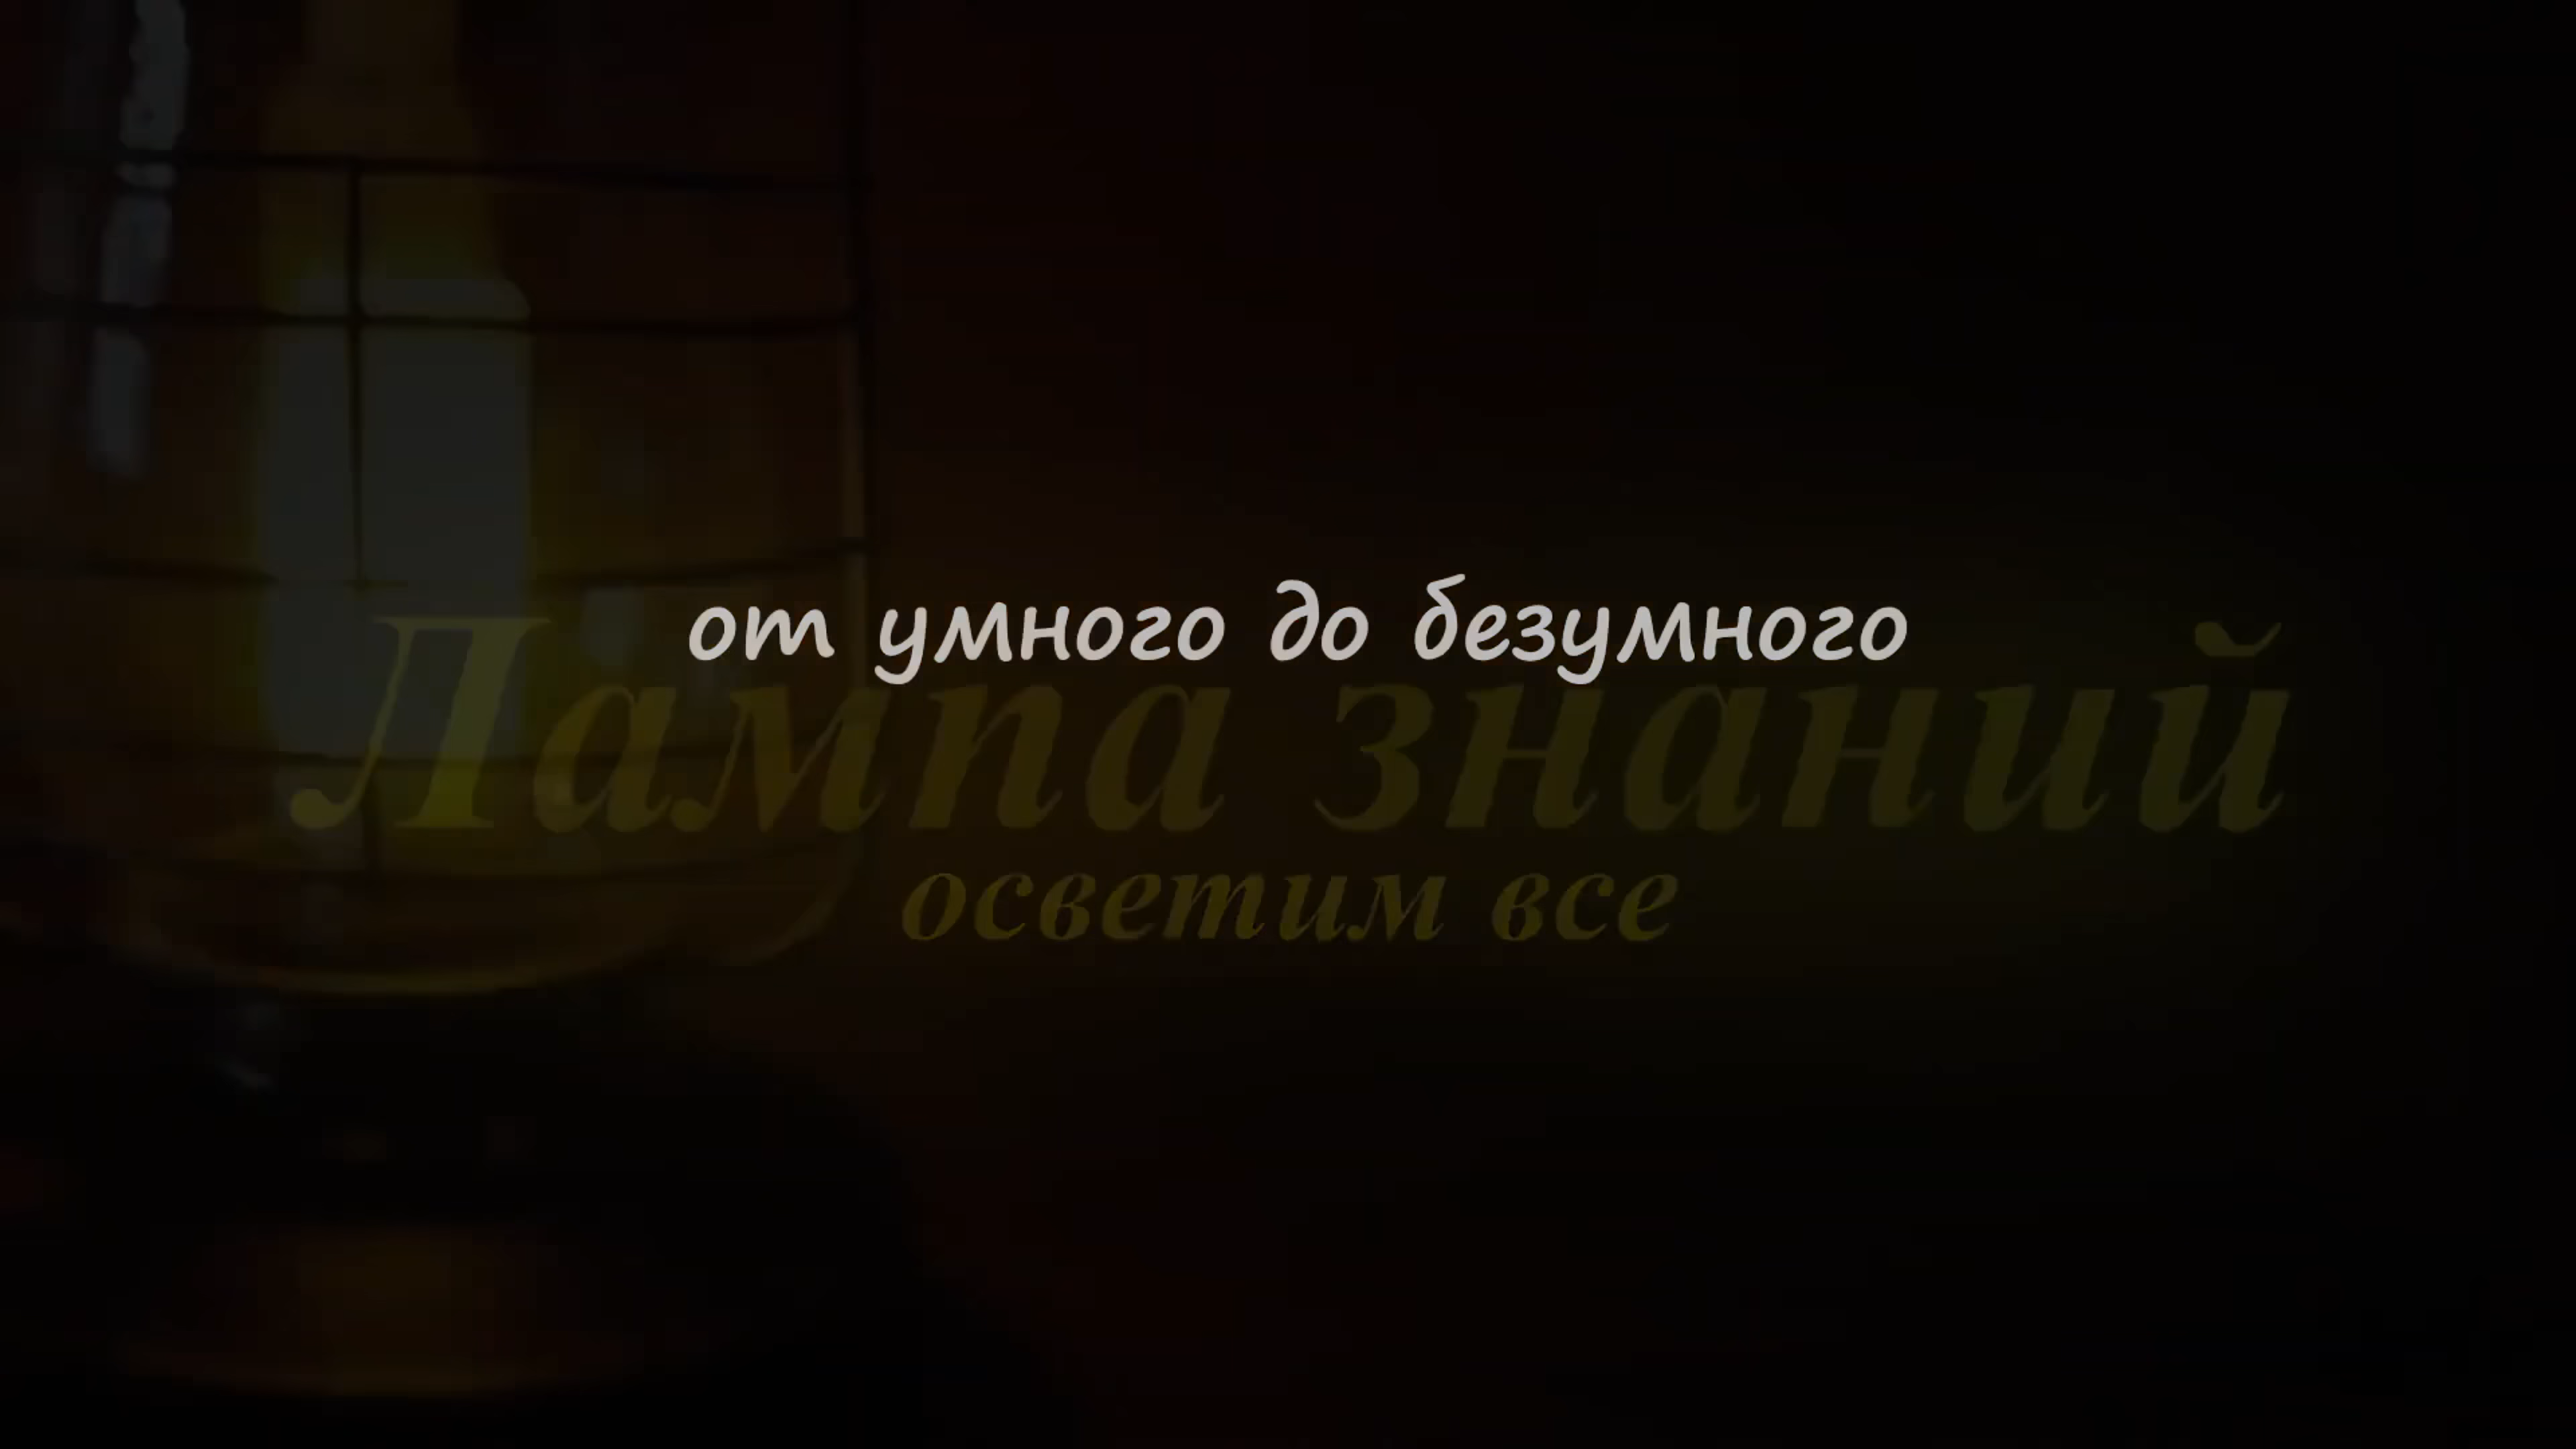 от умного до безумного
Лампа знаний
осветим все